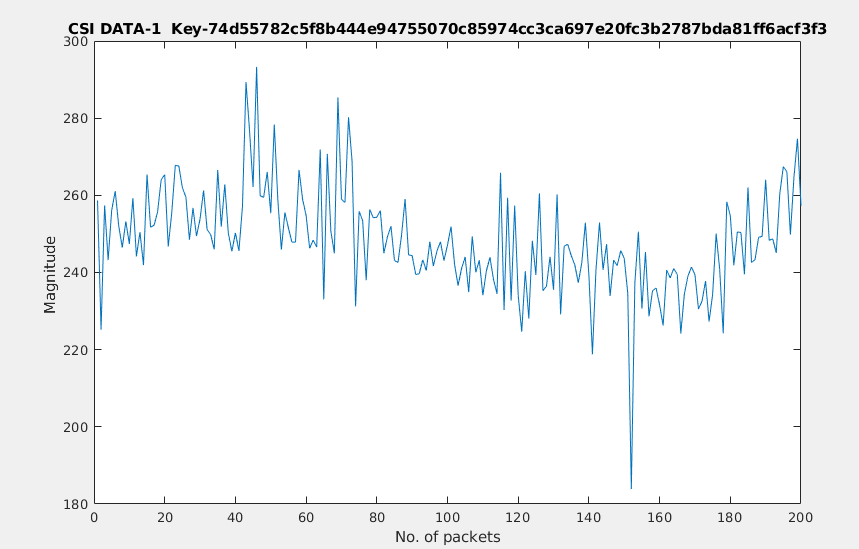 CSI DATA-1 Key-74d55782c5f8b444e94755070c85974cc3ca697e20fc3b2787bda81ff6acf3f3
300
280
260
240
220
200
180
Magnitude
0 20 40 60 80 100 120 140 160 180 200
No. of packets